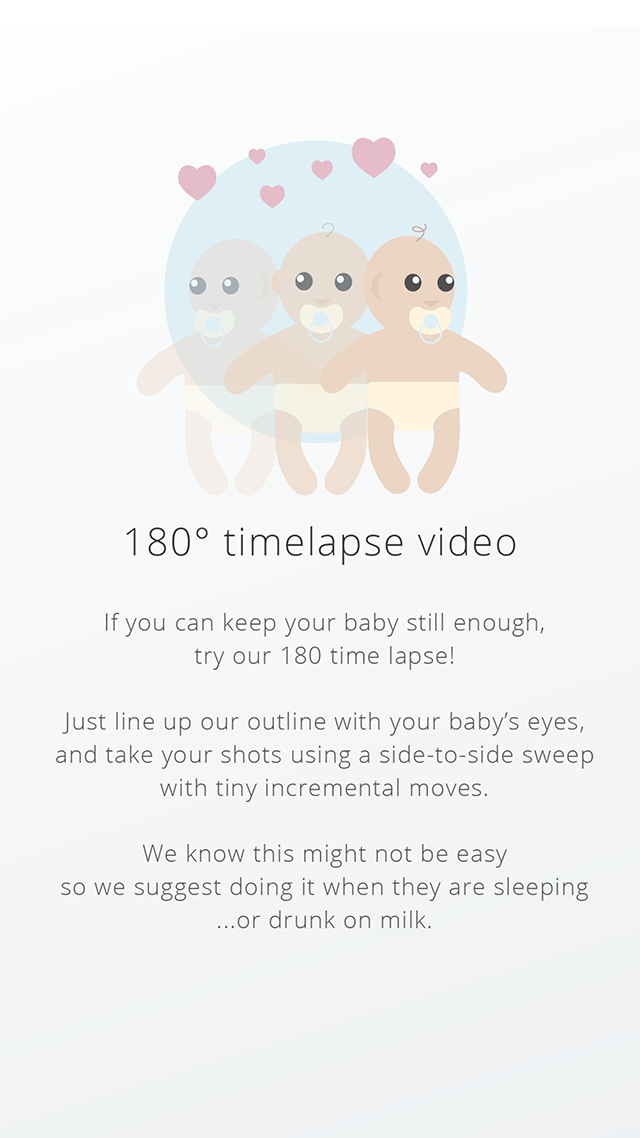 180° timelapse video
If you can keep your baby still enough,
try our 180 time lapse!
Just line up our outline with your baby’s eyes,
and take your shots using a side-to-side sweep
with tiny incremental moves.
We know this might not be easy
so we suggest doing it when they are sleeping
...or drunk on milk.